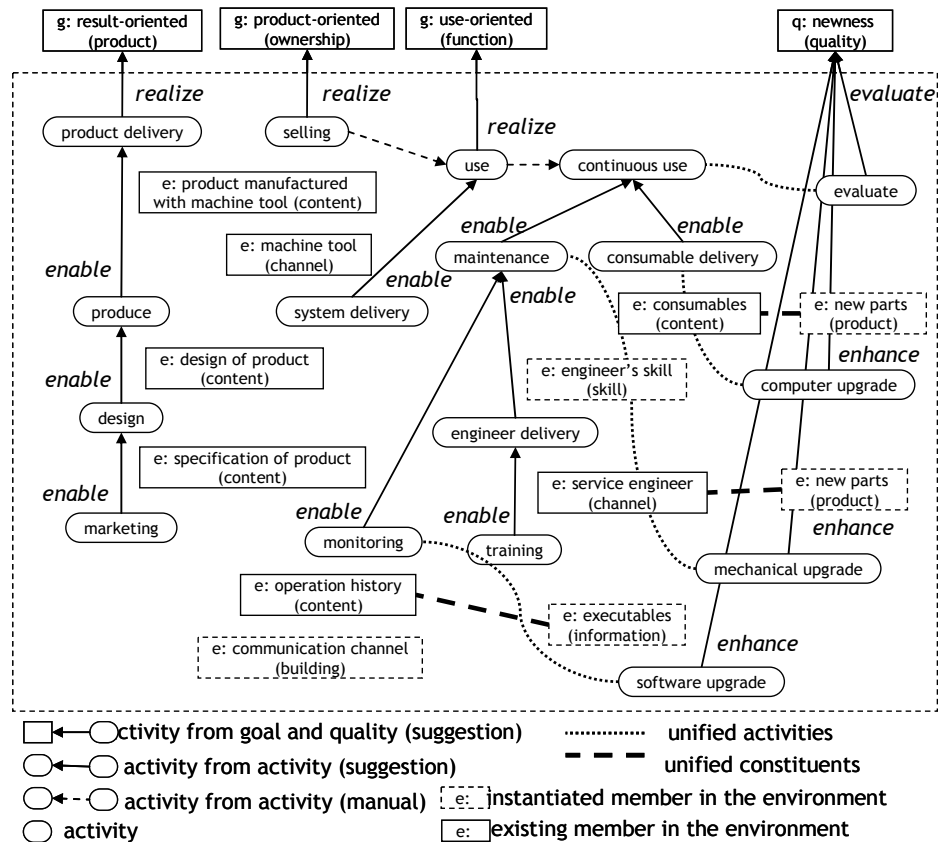 g: result-oriented
(product)
g: product-oriented
(ownership)
g: use-oriented
(function)
q: newness
(quality)
realize
realize
evaluate
product delivery
selling
realize
use
continuous use
e: product manufactured
with machine tool (content)
evaluate
enable
enable
e: machine tool
(channel)
maintenance
consumable delivery
enable
enable
enable
produce
system delivery
e: consumables
(content)
e: new parts
(product)
e: design of product
(content)
enhance
e: engineer's skill
(skill)
enable
computer upgrade
design
engineer delivery
e: specification of product
(content)
e: service engineer
(channel)
e: new parts
(product)
enable
enable
enable
enhance
marketing
monitoring
training
mechanical upgrade
e: operation history
(content)
e: executables
(information)
e: communication channel
(building)
enhance
software upgrade
ctivity from goal and quality (suggestion)
unified activities
activity from activity (suggestion)
unified constituents
activity from activity (manual)
e: instantiated member in the environment
activity
e: existing member in the environment